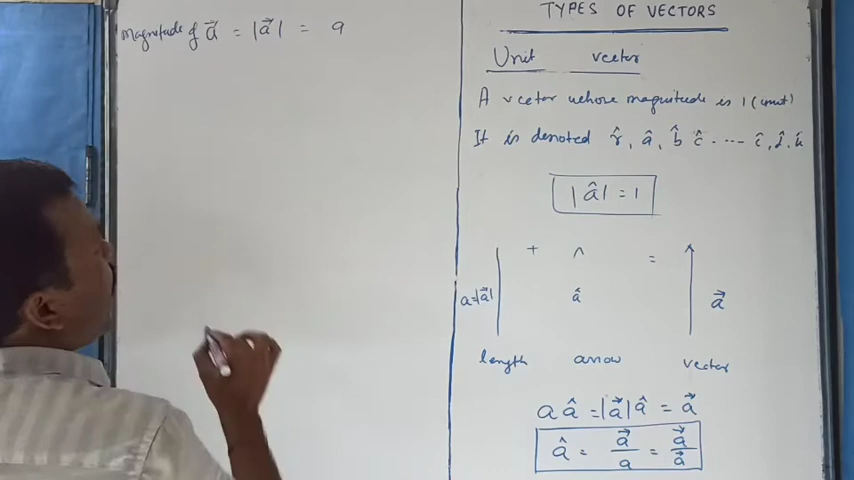 magnitude of a⃗ = |a⃗| = a
TYPES OF VECTORS
Unit vector
A vector whose magnitude is 1 (unit)
It is denoted r̂, â, b̂ ĉ .---- î, ĵ, k̂
|â| = 1
+ ^ =
a=|a⃗| â a⃗
length arrow vector
a â = |a⃗| â = a⃗
â = a⃗/a = a⃗/a⃗